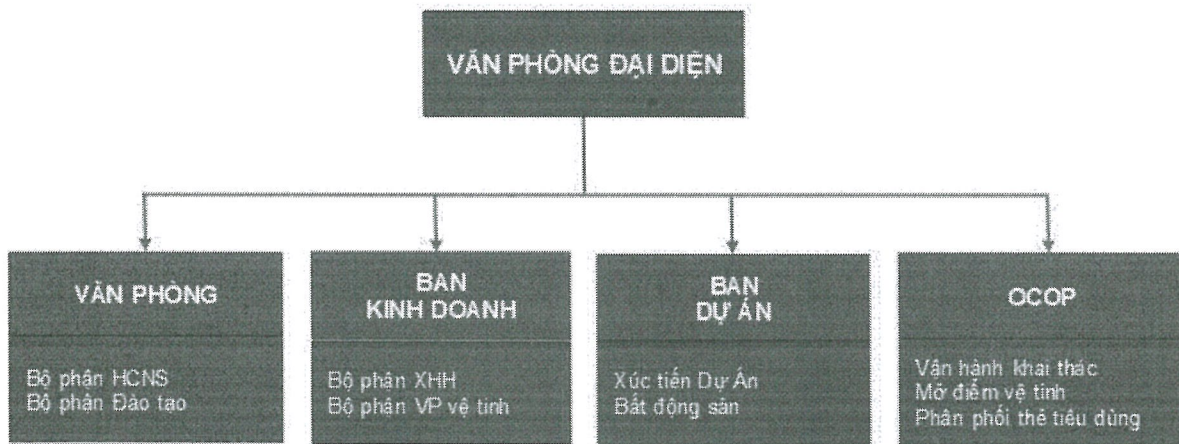 VĂN PHÒNG ĐẠI DIỆN
VĂN PHÒNG
Bộ phận HCNS
Bộ phận Đào tạo
BAN
KINH DOANH
Bộ phận XHH
Bộ phận VP vệ tinh
BAN
DỰ ÁN
Xúc tiến Dự Án
Bất động sản
OCOP
Vận hành khai thác
Mở điểm vệ tinh
Phân phối thẻ tiêu dùng